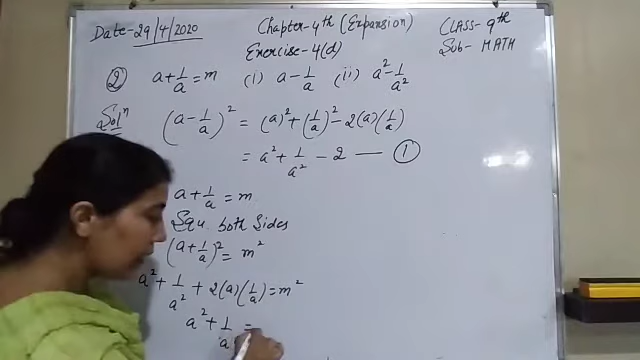 Date-29/4/2020 Chapter-4th (Expansion) CLASS-9th
Exercise-4(d) Sub-MATH
② a+1/a=m (i) a-1/a (ii) a²-1/a²
Solⁿ (a-1/a)² = (a)²+(1/a)²-2(a)(1/a)
= a²+1/a²-2 — ①
a+1/a=m
Squ both Sides
(a+1/a)²=m²
a²+1/a²+2(a)(1/a)=m²
a²+1/a²=